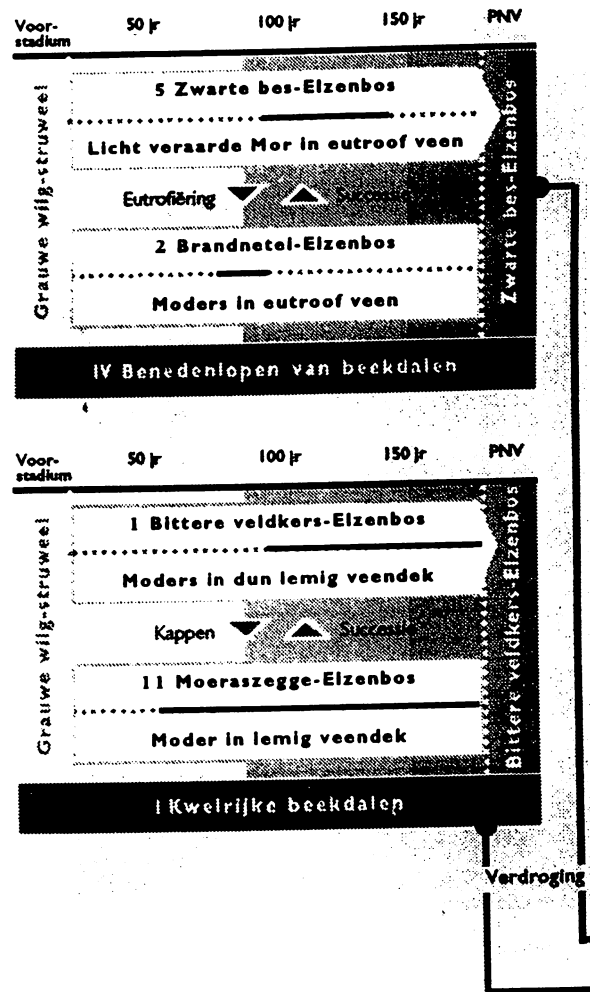 Voor-
stadium
50 jr
100 jr
150 jr
PNV
Grauwe wilg-struweel
5 Zwarte bes-Elzenbos
Licht veraarde Mor in eutroof veen
Eutrofiëring
Successie
2 Brandnetel-Elzenbos
Moders in eutroof veen
Zwarte bes-Elzenbos
IV Benedenlopen van beekdalen
Voor-
stadium
50 jr
100 jr
150 jr
PNV
Grauwe wilg-struweel
1 Bittere veldkers-Elzenbos
Moders in dun lemig veendek
Kappen
Successie
11 Moeraszegge-Elzenbos
Moder in lemig veendek
Bittere veldkers-Elzenbos
I Kwelrijke beekdalen
Verdroging